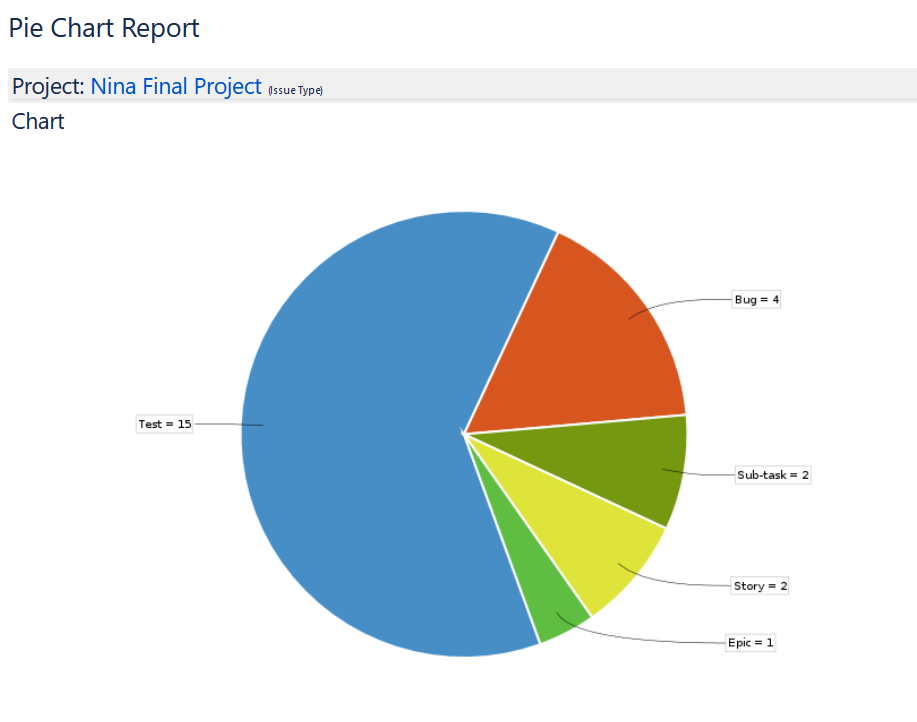 Pie Chart Report
Project: Nina Final Project (Issue Type)
Chart
Bug = 4
Test = 15
Sub-task = 2
Story = 2
Epic = 1